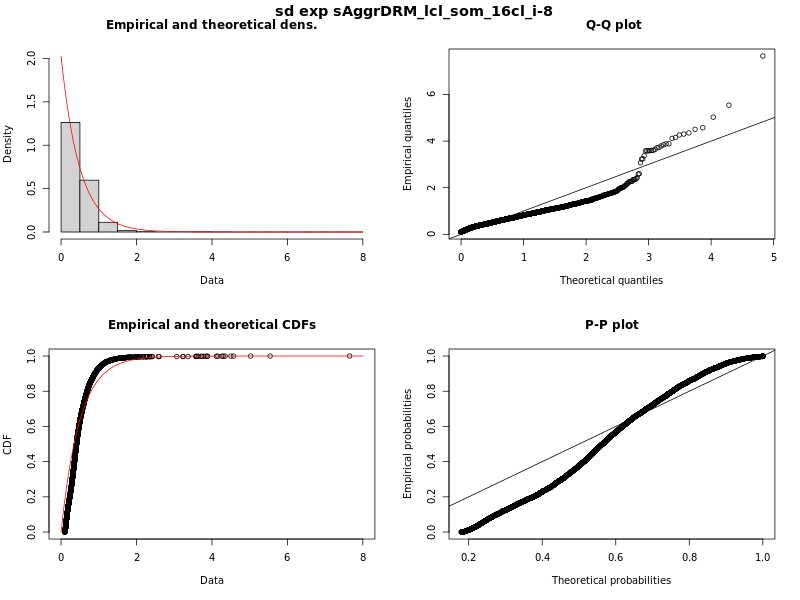 sd exp sAggrDRM_lcl_som_16cl_i-8
Empirical and theoretical dens.
Density
0.0 0.5 1.0 1.5 2.0
0 2 4 6 8
Data
Q-Q plot
Empirical quantiles
0 2 4 6
0 1 2 3 4 5
Theoretical quantiles
Empirical and theoretical CDFs
CDF
0.0 0.2 0.4 0.6 0.8 1.0
0 2 4 6 8
Data
P-P plot
Empirical probabilities
0.0 0.2 0.4 0.6 0.8 1.0
0.2 0.4 0.6 0.8 1.0
Theoretical probabilities